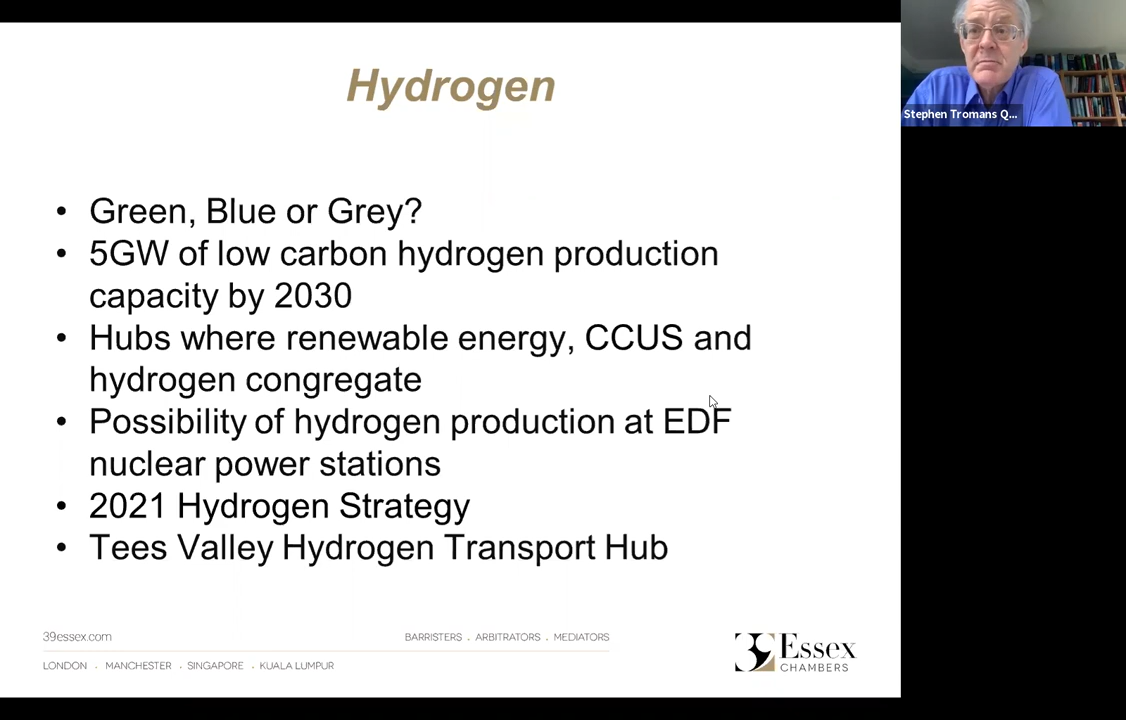 Hydrogen
Stephen Tromans Q...
• Green, Blue or Grey?
• 5GW of low carbon hydrogen production
capacity by 2030
• Hubs where renewable energy, CCUS and
hydrogen congregate
• Possibility of hydrogen production at EDF
nuclear power stations
• 2021 Hydrogen Strategy
• Tees Valley Hydrogen Transport Hub
39essex.com
BARRISTERS . ARBITRATORS . MEDIATORS
LONDON . MANCHESTER . SINGAPORE . KUALA LUMPUR
39 Essex
CHAMBERS